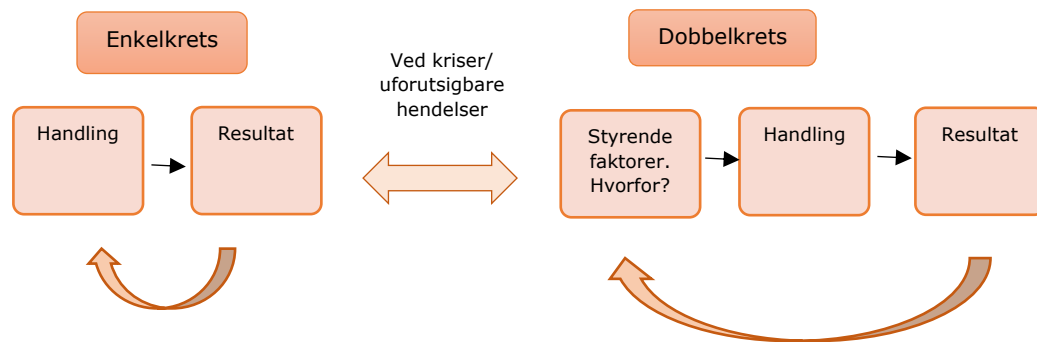 Enkelkrets
Handling
Resultat
Ved kriser/
uforutsigbare
hendelser
Dobbelkrets
Styrende
faktorer.
Hvorfor?
Handling
Resultat